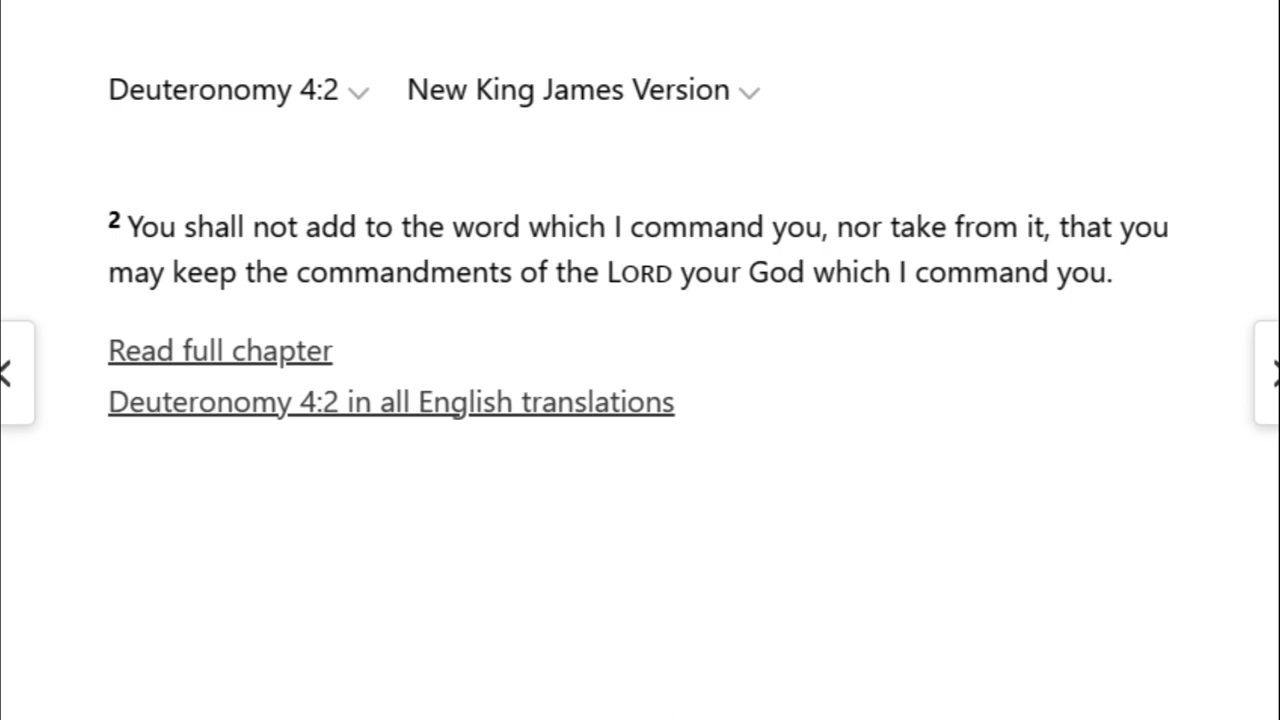 Deuteronomy 4:2 New King James Version
2 You shall not add to the word which I command you, nor take from it, that you
may keep the commandments of the LORD your God which I command you.
Read full chapter
Deuteronomy 4:2 in all English translations